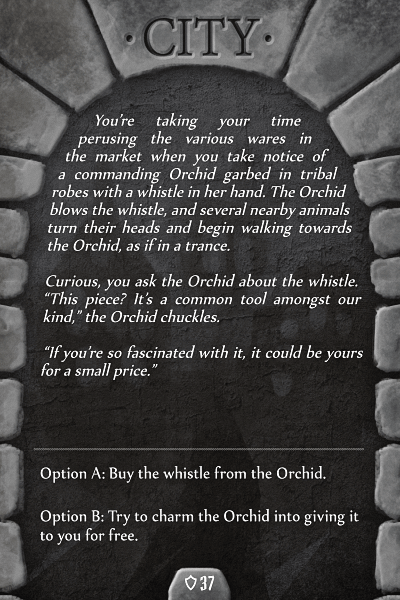 · CITY ·
You're taking your time
perusing the various wares in
the market when you take notice of
a commanding Orchid garbed in tribal
robes with a whistle in her hand. The Orchid
blows the whistle, and several nearby animals
turn their heads and begin walking towards
the Orchid, as if in a trance.
Curious, you ask the Orchid about the whistle.
“This piece? It's a common tool amongst our
kind,” the Orchid chuckles.
“If you're so fascinated with it, it could be yours
for a small price.”
Option A: Buy the whistle from the Orchid.
Option B: Try to charm the Orchid into giving it
to you for free.
37